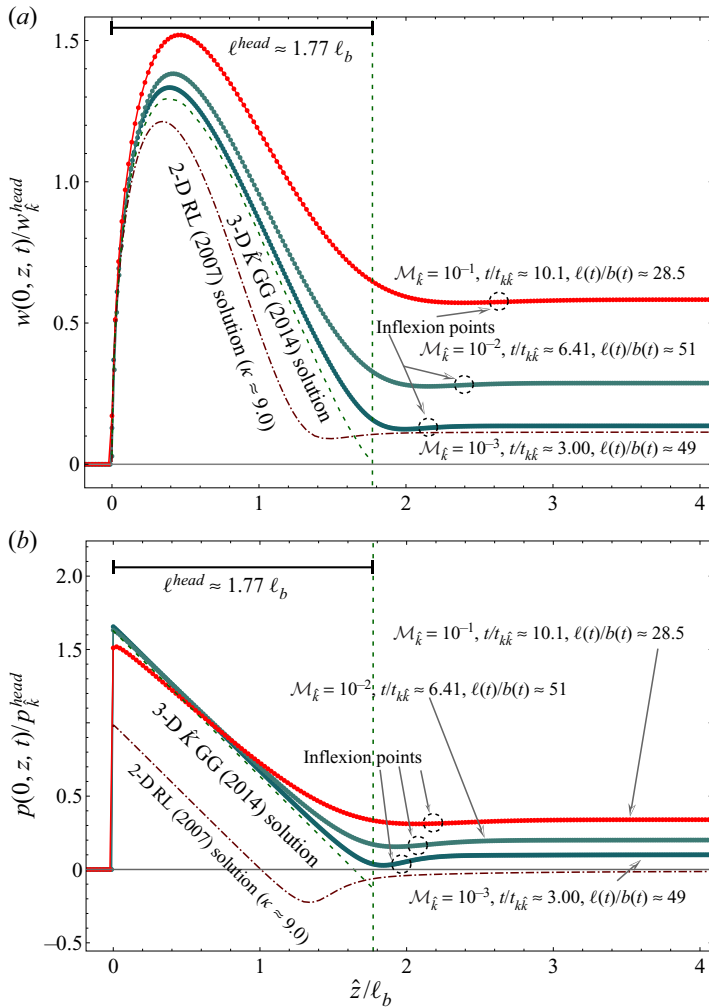 (a)
1.5
1.0
0.5
0
w(0, z, t)/w_k̂^head
ℓ^head ≈ 1.77 ℓ_b
3-D K̂ GG (2014) solution
2-D RL (2007) solution (κ ≈ 9.0)
ℳ_k̂ = 10⁻¹, t/t_kk̂ ≈ 10.1, ℓ(t)/b(t) ≈ 28.5
Inflexion points
ℳ_k̂ = 10⁻², t/t_kk̂ ≈ 6.41, ℓ(t)/b(t) ≈ 51
ℳ_k̂ = 10⁻³, t/t_kk̂ ≈ 3.00, ℓ(t)/b(t) ≈ 49
0 1 2 3 4
(b)
2.0
1.5
1.0
0.5
0
−0.5
p(0, z, t)/p_k̂^head
ℓ^head ≈ 1.77 ℓ_b
ℳ_k̂ = 10⁻¹, t/t_kk̂ ≈ 10.1, ℓ(t)/b(t) ≈ 28.5
ℳ_k̂ = 10⁻², t/t_kk̂ ≈ 6.41, ℓ(t)/b(t) ≈ 51
Inflexion points
3-D K̂ GG (2014) solution
2-D RL (2007) solution (κ ≈ 9.0)
ℳ_k̂ = 10⁻³, t/t_kk̂ ≈ 3.00, ℓ(t)/b(t) ≈ 49
0 1 2 3 4
ẑ/ℓ_b